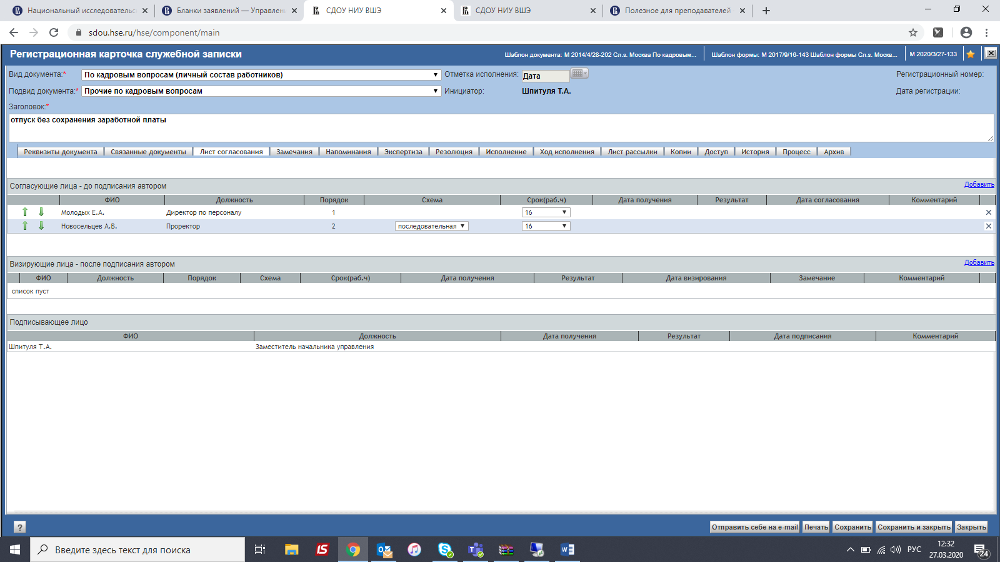 Национальный исследовательс
Бланки заявлений — Управлени
СДОУ НИУ ВШЭ
СДОУ НИУ ВШЭ
Полезное для преподавателей -
sdou.hse.ru/hse/component/main
Регистрационная карточка служебной записки
Шаблон документа: М 2014/4/28-202 Сл.з. Москва По кадровым...
Шаблон формы: М 2017/9/16-143 Шаблон формы Сл.з. Москв...
М 2020/3/27-133
Вид документа:* По кадровым вопросам (личный состав работников) Отметка исполнения: Дата Регистрационный номер:
Подвид документа:* Прочие по кадровым вопросам Инициатор: Шпитуля Т.А. Дата регистрации:
Заголовок:*
отпуск без сохранения заработной платы
Реквизиты документа Связанные документы Лист согласования Замечания Напоминания Экспертиза Резолюция Исполнение Ход исполнения Лист рассылки Копии Доступ История Процесс Архив
Согласующие лица - до подписания автором Добавить
ФИО Должность Порядок Схема Срок(раб.ч) Дата получения Результат Дата согласования Комментарий
Молодых Е.А. Директор по персоналу 1 16
Новосельцев А.В. Проректор 2 последовательная 16
Визирующие лица - после подписания автором Добавить
ФИО Должность Порядок Схема Срок(раб.ч) Дата получения Результат Дата визирования Замечание Комментарий
список пуст
Подписывающее лицо
ФИО Должность Дата получения Результат Дата подписания Комментарий
Шпитуля Т.А. Заместитель начальника управления
? Отправить себе на e-mail Печать Сохранить Сохранить и закрыть Закрыть
Введите здесь текст для поиска
РУС
12:32
27.03.2020
24